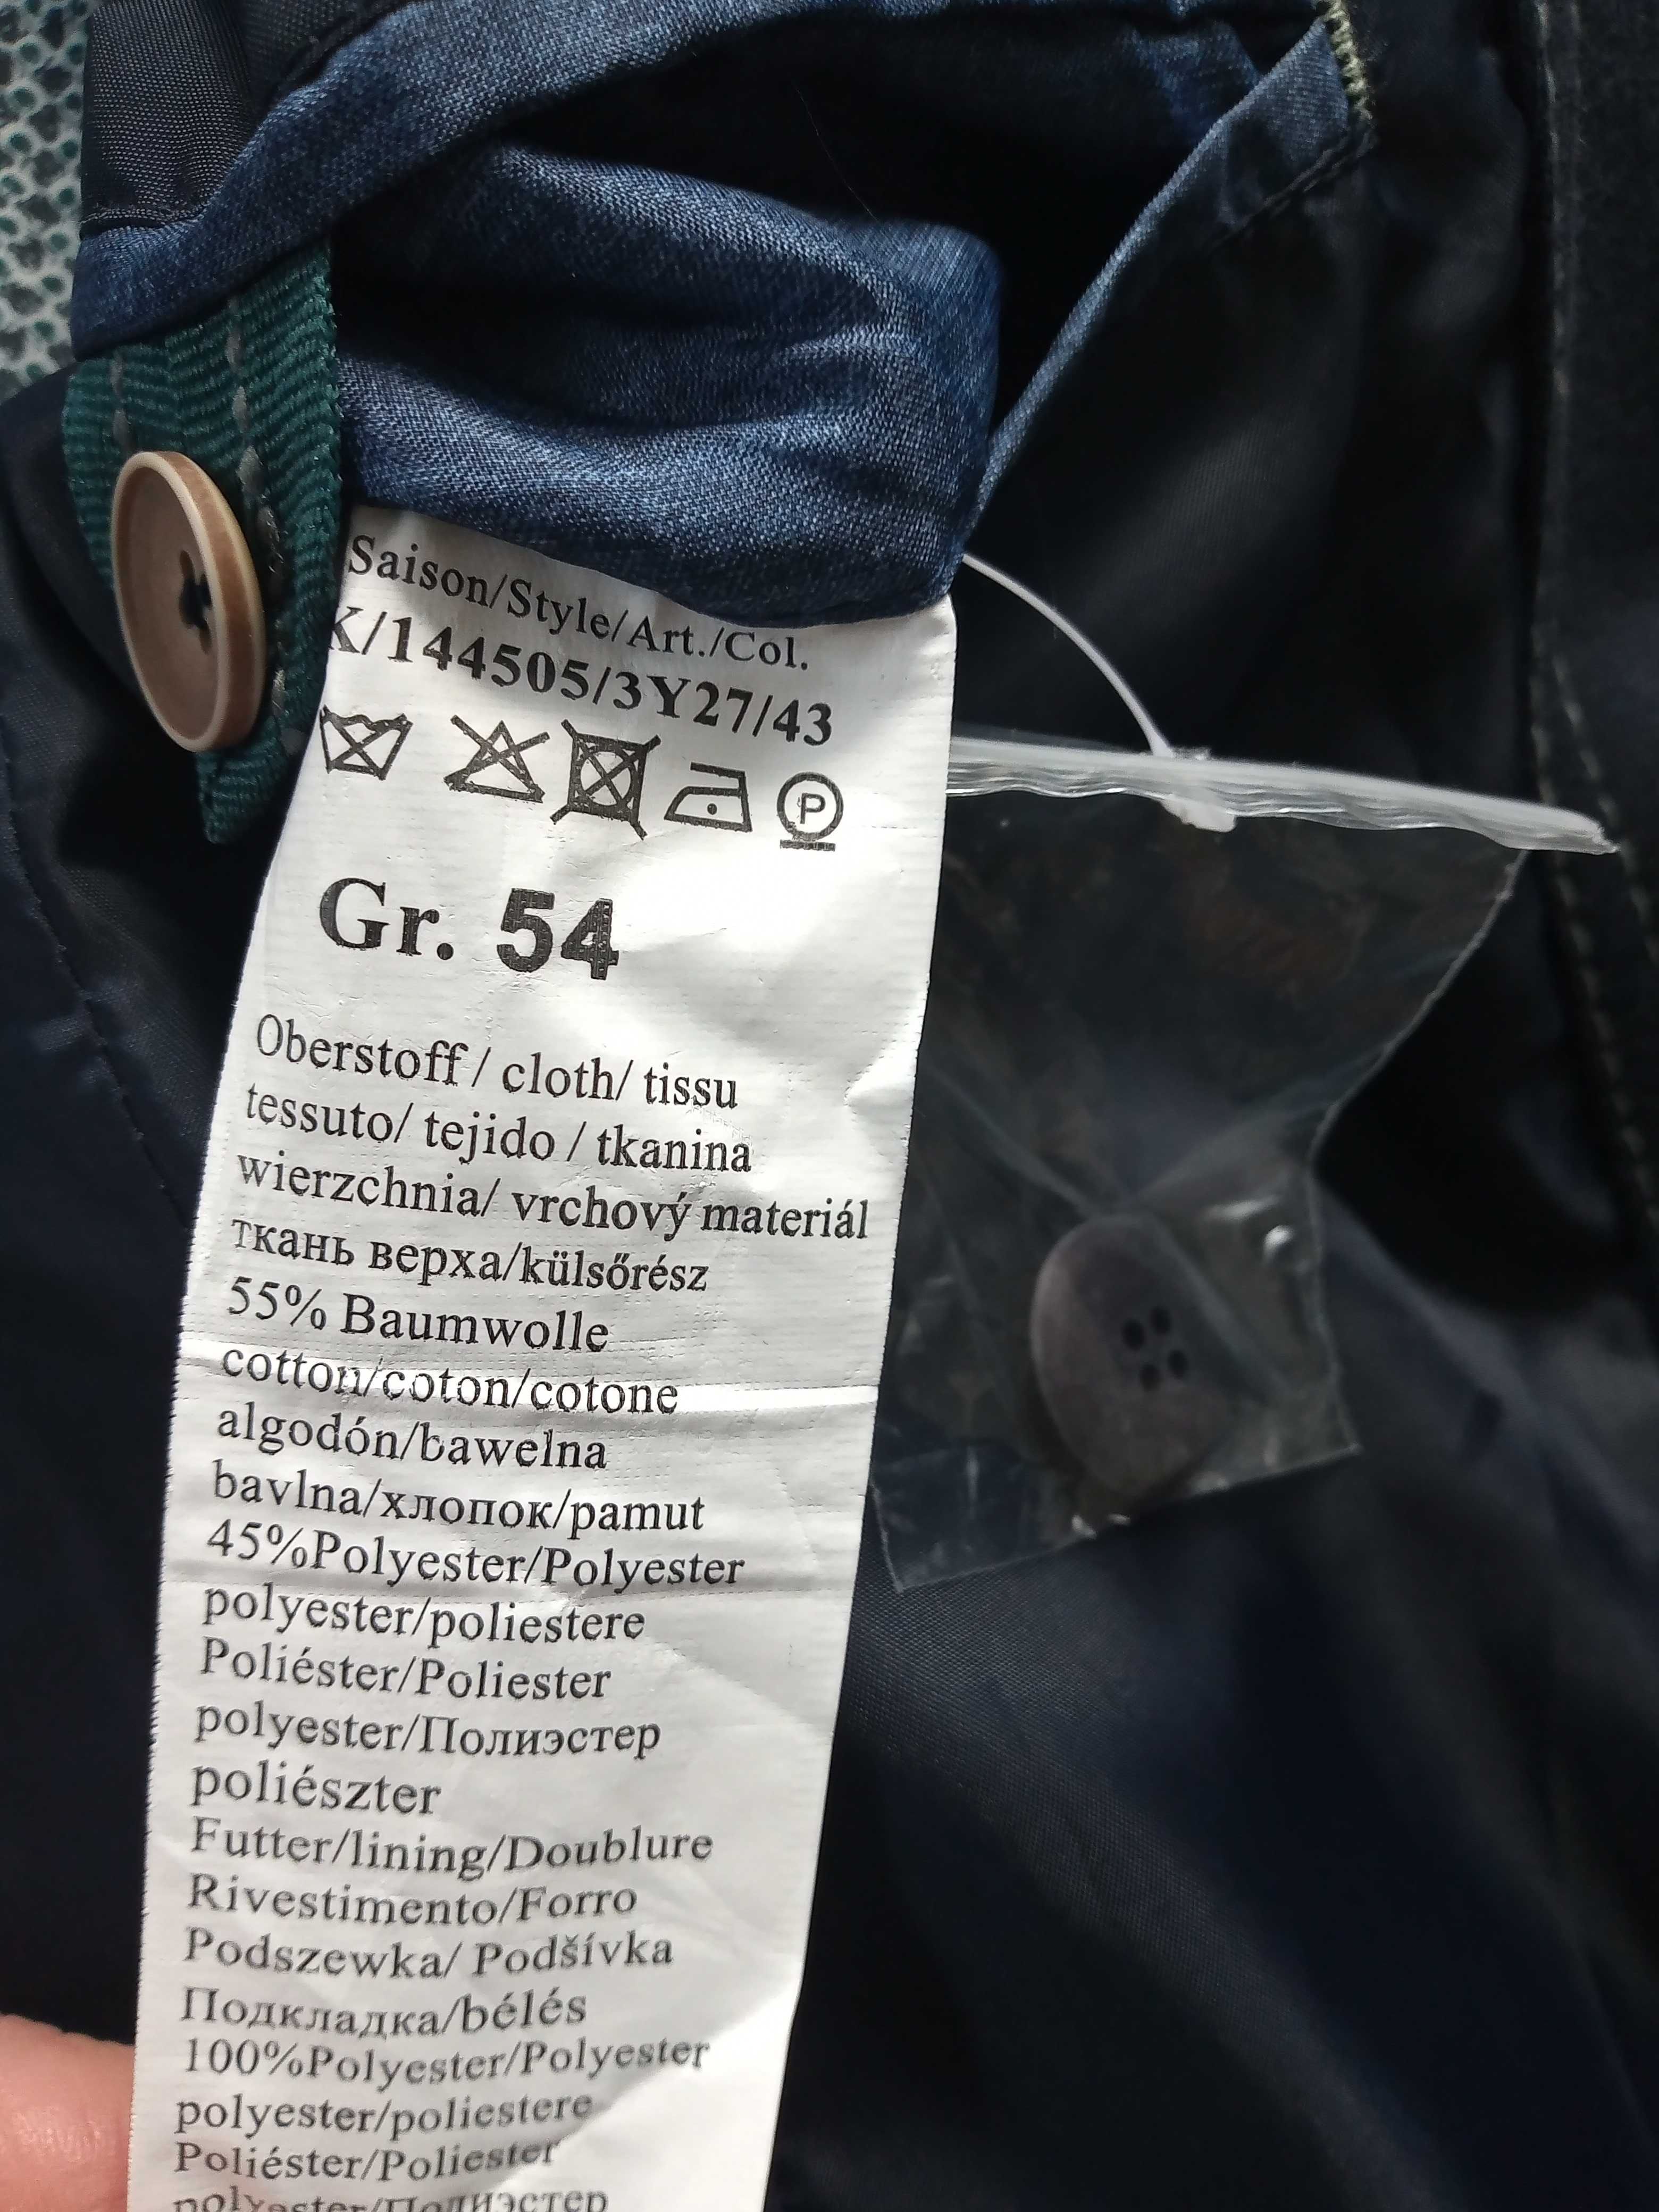 Saison/Style/Art./Col.
K/144505/3Y27/43
P
Gr. 54
Oberstoff / cloth/ tissu
tessuto/ tejido / tkanina
wierzchnia/ vrchový materiál
ткань верха/külsőrész
55% Baumwolle
cotton/coton/cotone
algodón/bawelna
bavlna/хлопок/pamut
45%Polyester/Polyester
polyester/poliestere
Poliéster/Poliester
polyester/Полиэстер
poliészter
Futter/lining/Doublure
Rivestimento/Forro
Podszewka/ Podšívka
Подкладка/bélés
100%Polyester/Polyester
polyester/poliestere
Poliéster/Poliester
polyester/Полиэстер